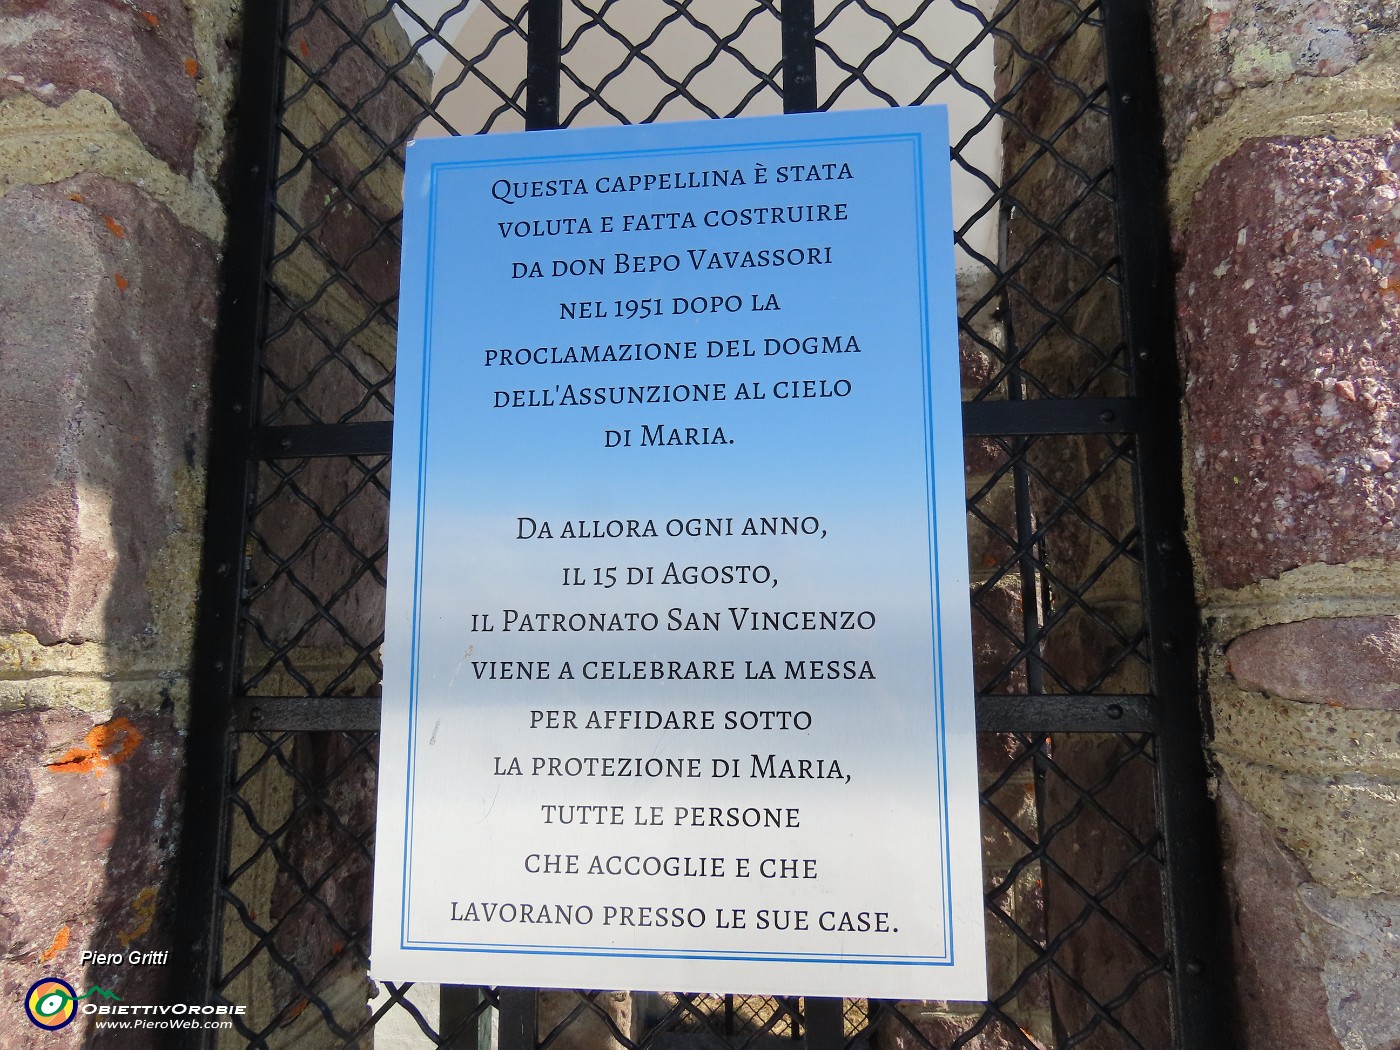 Questa cappellina è stata
voluta e fatta costruire
da don Bepo Vavassori
nel 1951 dopo la
proclamazione del dogma
dell'Assunzione al cielo
di Maria.
Da allora ogni anno,
il 15 di Agosto,
il Patronato San Vincenzo
viene a celebrare la messa
per affidare sotto
la protezione di Maria,
tutte le persone
che accoglie e che
lavorano presso le sue case.
Piero Gritti
ObiettivOrobie
www.PieroWeb.com